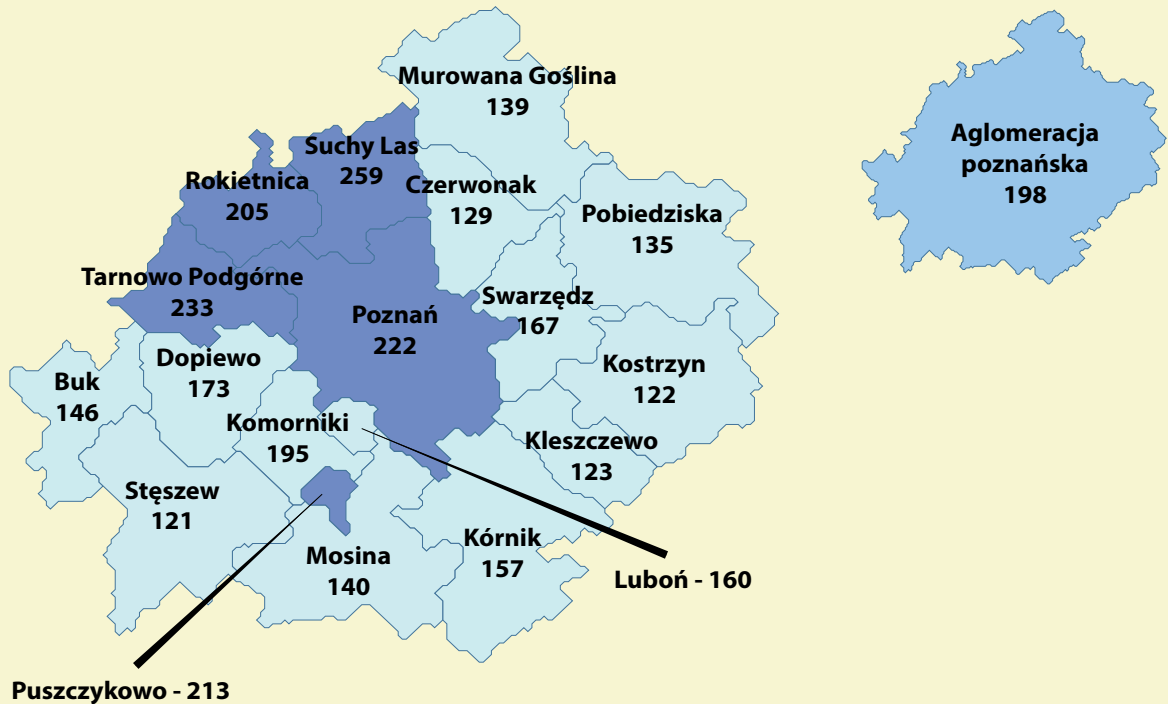 Murowana Goślina
139
Suchy Las
259
Rokietnica
205
Czerwonak
129
Pobiedziska
135
Tarnowo Podgórne
233
Poznań
222
Swarzędz
167
Dopiewo
173
Buk
146
Kostrzyn
122
Komorniki
195
Kleszczewo
123
Stęszew
121
Mosina
140
Kórnik
157
Luboń - 160
Puszczykowo - 213
Aglomeracja
poznańska
198